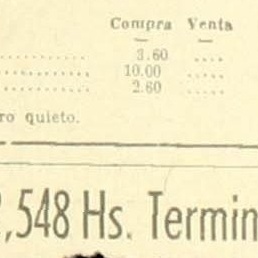 Compra Venta
3.60
10.00
2.60
ro quieto.
,548 Hs. Termin